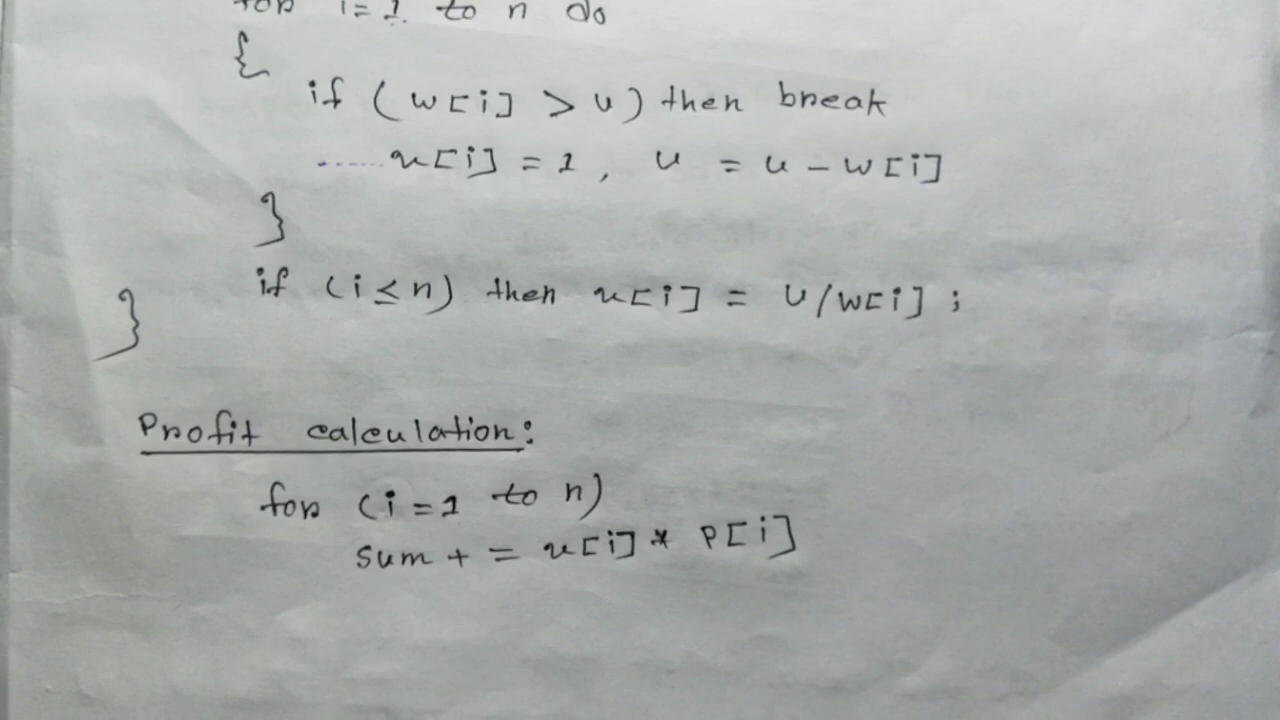 for i=1 to n do
{
if (w[i] > u) then break
x[i] = 1, u = u - w[i]
}
if (i ≤ n) then x[i] = U/w[i] ;
}
Profit calculation:
for (i=1 to n)
sum + = x[i] * P[i]